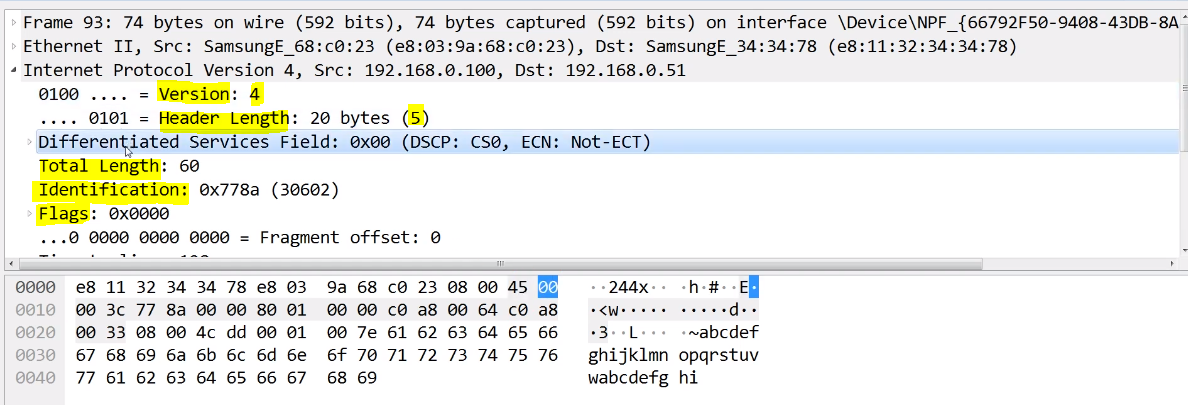 Frame 93: 74 bytes on wire (592 bits), 74 bytes captured (592 bits) on interface \Device\NPF_{66792F50-9408-43DB-8A
Ethernet II, Src: SamsungE_68:c0:23 (e8:03:9a:68:c0:23), Dst: SamsungE_34:34:78 (e8:11:32:34:34:78)
Internet Protocol Version 4, Src: 192.168.0.100, Dst: 192.168.0.51
0100 .... = Version: 4
.... 0101 = Header Length: 20 bytes (5)
Differentiated Services Field: 0x00 (DSCP: CS0, ECN: Not-ECT)
Total Length: 60
Identification: 0x778a (30602)
Flags: 0x0000
...0 0000 0000 0000 = Fragment offset: 0
0000 e8 11 32 34 34 78 e8 03 9a 68 c0 23 08 00 45 00 ··244x·· ·h·#··E·
0010 00 3c 77 8a 00 00 80 01 00 00 c0 a8 00 64 c0 a8 ·<w····· ·····d··
0020 00 33 08 00 4c dd 00 01 00 7e 61 62 63 64 65 66 ·3··L··· ·~abcdef
0030 67 68 69 6a 6b 6c 6d 6e 6f 70 71 72 73 74 75 76 ghijklmn opqrstuv
0040 77 61 62 63 64 65 66 67 68 69 wabcdefg hi